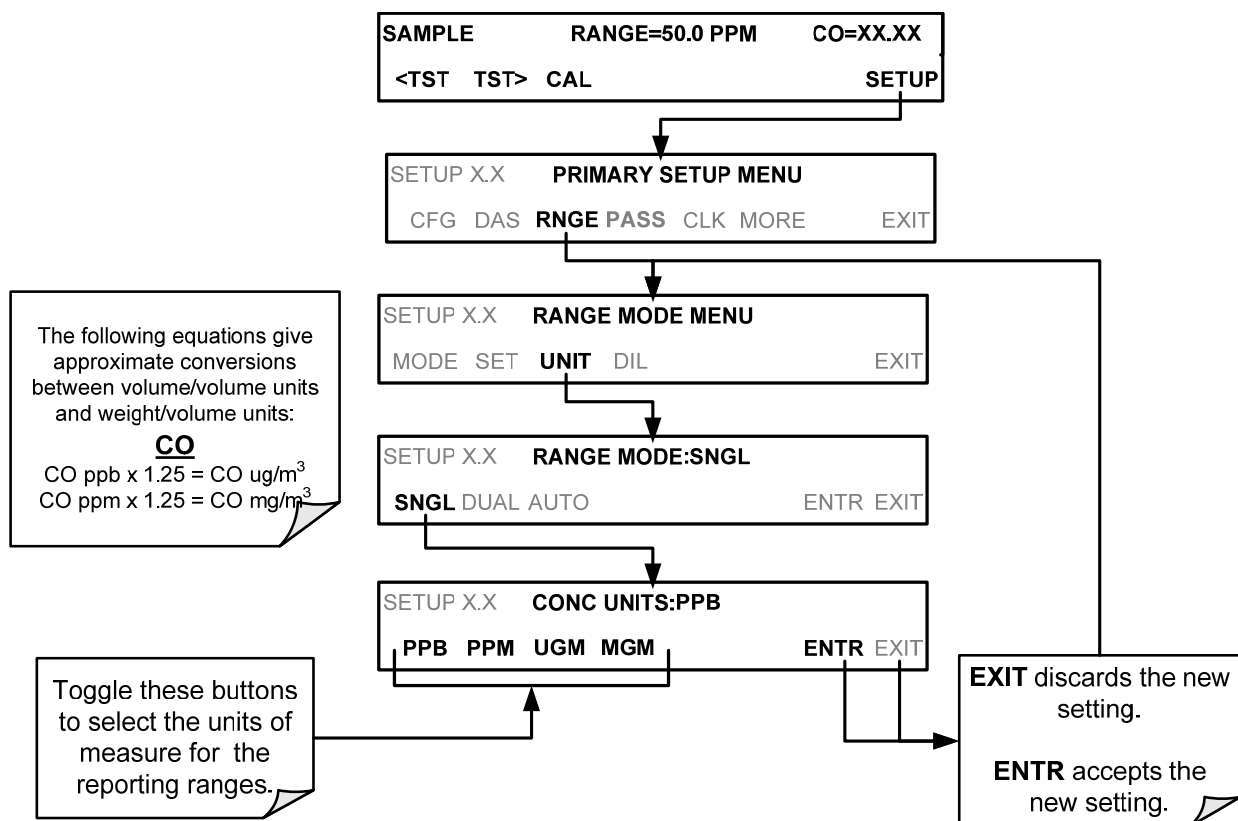 SAMPLE RANGE=50.0 PPM CO=XX.XX
<TST TST> CAL SETUP
SETUP X.X PRIMARY SETUP MENU
CFG DAS RNGE PASS CLK MORE EXIT
SETUP X.X RANGE MODE MENU
MODE SET UNIT DIL EXIT
The following equations give
approximate conversions
between volume/volume units
and weight/volume units:
CO
CO ppb x 1.25 = CO ug/m³
CO ppm x 1.25 = CO mg/m³
SETUP X.X RANGE MODE:SNGL
SNGL DUAL AUTO ENTR EXIT
SETUP X.X CONC UNITS:PPB
PPB PPM UGM MGM ENTR EXIT
Toggle these buttons
to select the units of
measure for the
reporting ranges.
EXIT discards the new
setting.
ENTR accepts the
new setting.